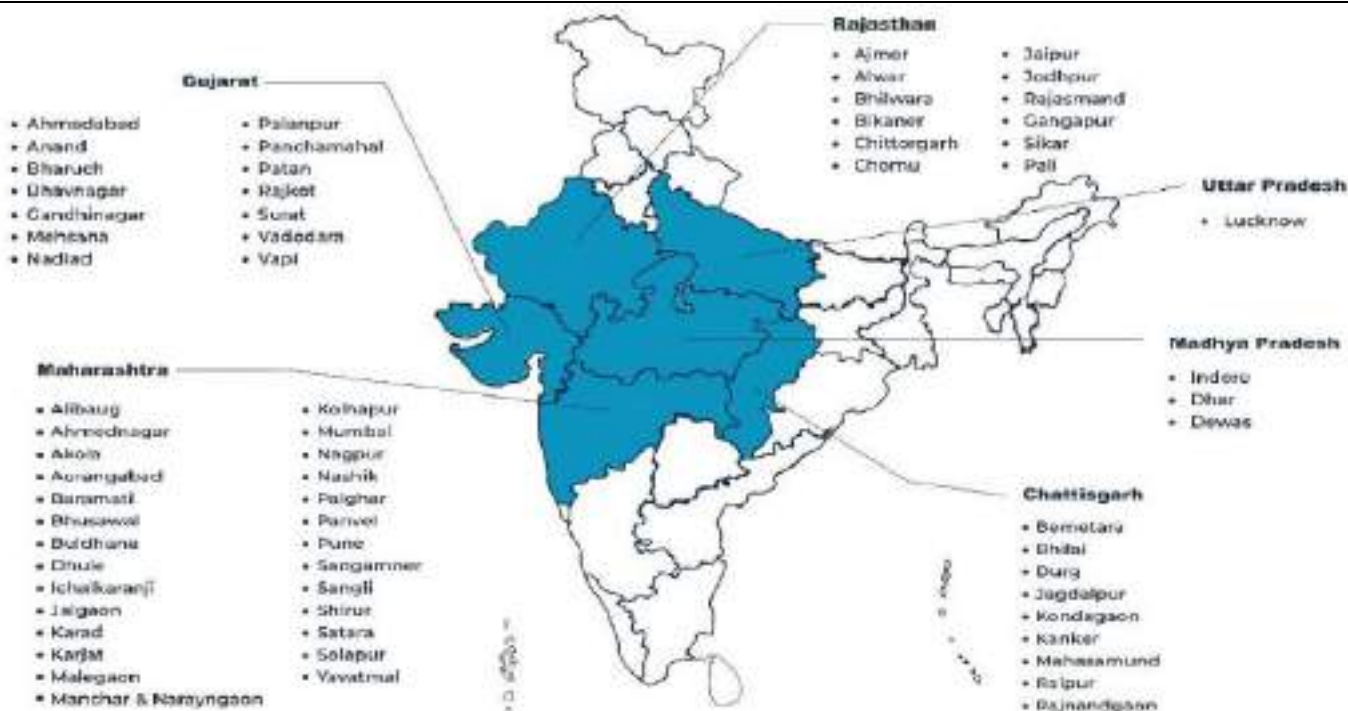 Gujarat
• Ahmedabad
• Anand
• Bharuch
• Bhavnagar
• Gandhinagar
• Mehsana
• Nadiad
• Palanpur
• Panchamahal
• Patan
• Rajkot
• Surat
• Vadodara
• Vapi
Rajasthan
• Ajmer
• Alwar
• Bhilwara
• Bikaner
• Chittorgarh
• Chomu
• Jaipur
• Jodhpur
• Rajasmand
• Gangapur
• Sikar
• Pali
Uttar Pradesh
• Lucknow
Madhya Pradesh
• Indore
• Dhar
• Dewas
Maharashtra
• Alibaug
• Ahmednagar
• Akola
• Aurangabad
• Baramati
• Bhusawal
• Buldhana
• Dhule
• Ichalkaranji
• Jalgaon
• Karad
• Karjat
• Malegaon
• Manchar & Narayngaon
• Kolhapur
• Mumbai
• Nagpur
• Nashik
• Palghar
• Panvel
• Pune
• Sangamner
• Sangli
• Shirur
• Satara
• Solapur
• Yavatmal
Chattisgarh
• Bemetara
• Bhilai
• Durg
• Jagdalpur
• Kondagaon
• Kanker
• Mahasamund
• Raipur
• Rajnandgaon